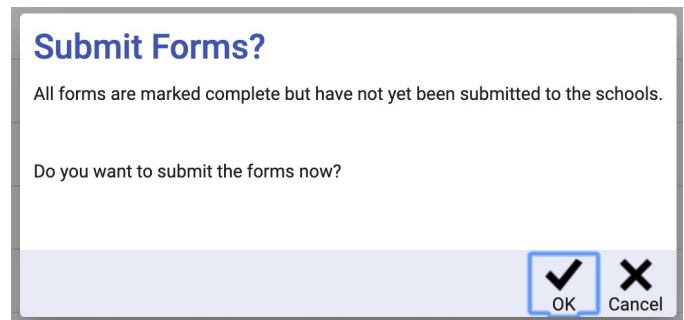 Submit Forms?
All forms are marked complete but have not yet been submitted to the schools.
Do you want to submit the forms now?
OK Cancel